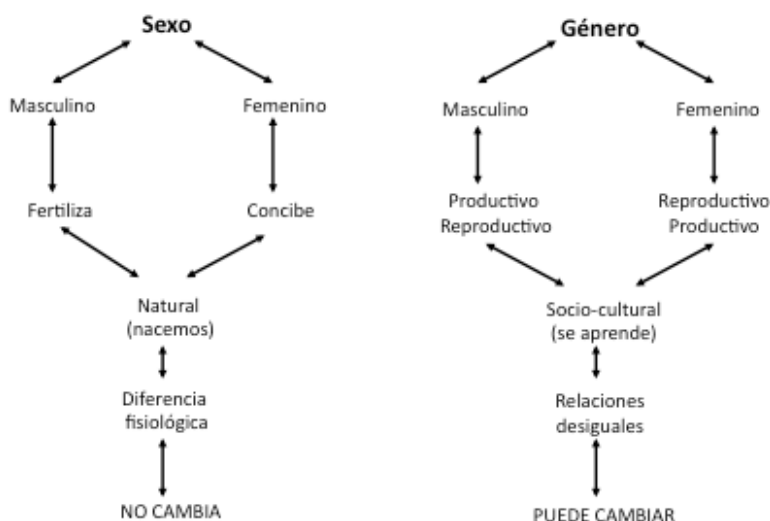 Sexo
Masculino
Femenino
Fertiliza
Concibe
Natural
(nacemos)
Diferencia
fisiológica
NO CAMBIA
Género
Masculino
Femenino
Productivo
Reproductivo
Reproductivo
Productivo
Socio-cultural
(se aprende)
Relaciones
desiguales
PUEDE CAMBIAR